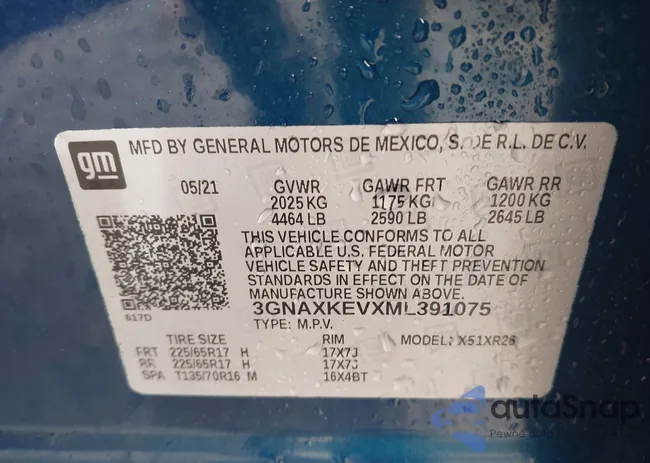 gm
MFD BY GENERAL MOTORS DE MEXICO, S. DE R.L. DE C.V.
05/21 GVWR GAWR FRT GAWR RR
2025 KG 1175 KG 1200 KG
4464 LB 2590 LB 2645 LB
THIS VEHICLE CONFORMS TO ALL
APPLICABLE U.S. FEDERAL MOTOR
VEHICLE SAFETY AND THEFT PREVENTION
STANDARDS IN EFFECT ON THE DATE OF
MANUFACTURE SHOWN ABOVE.
3GNAXKEVXML391075
617D
TYPE: M.P.V.
TIRE SIZE RIM MODEL: X51XR26
FRT 225/65R17 H 17X7J
RR 225/65R17 H 17X7J
SPA T135/70R16 M 16X4BT
autoSnap